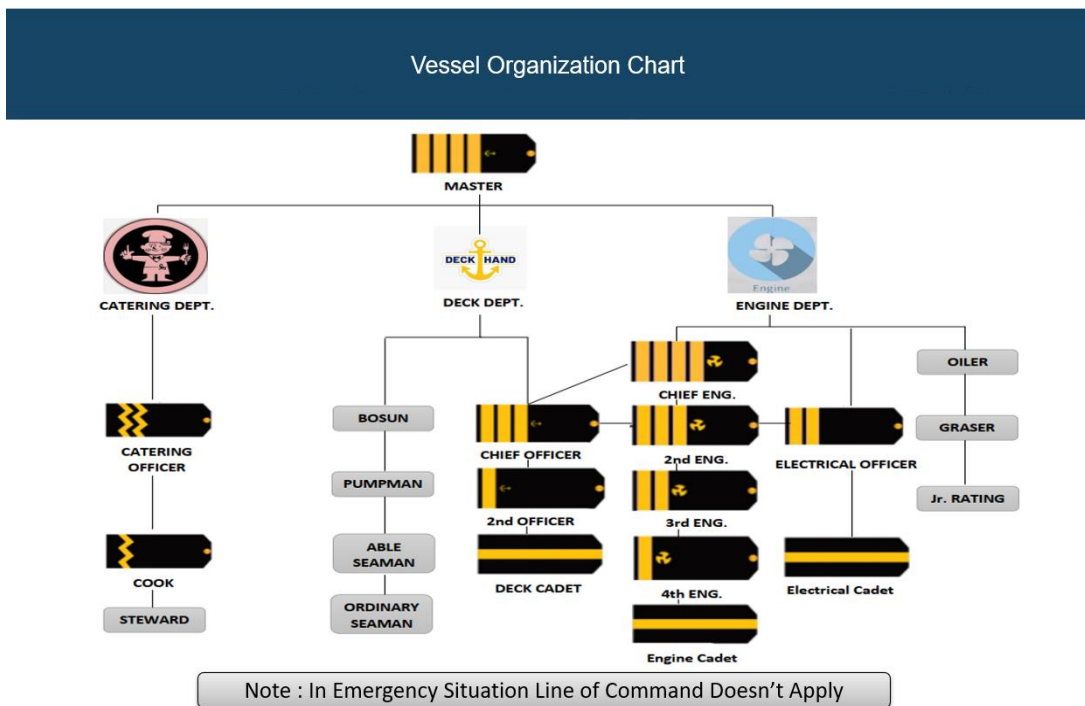 Vessel Organization Chart
MASTER
CATERING DEPT.
DECK HAND
DECK DEPT.
Engine
ENGINE DEPT.
CATERING
OFFICER
COOK
STEWARD
BOSUN
PUMPMAN
ABLE
SEAMAN
ORDINARY
SEAMAN
CHIEF OFFICER
2nd OFFICER
DECK CADET
CHIEF ENG.
2nd ENG.
3rd ENG.
4th ENG.
Engine Cadet
ELECTRICAL OFFICER
Electrical Cadet
OILER
GRASER
Jr. RATING
Note : In Emergency Situation Line of Command Doesn’t Apply